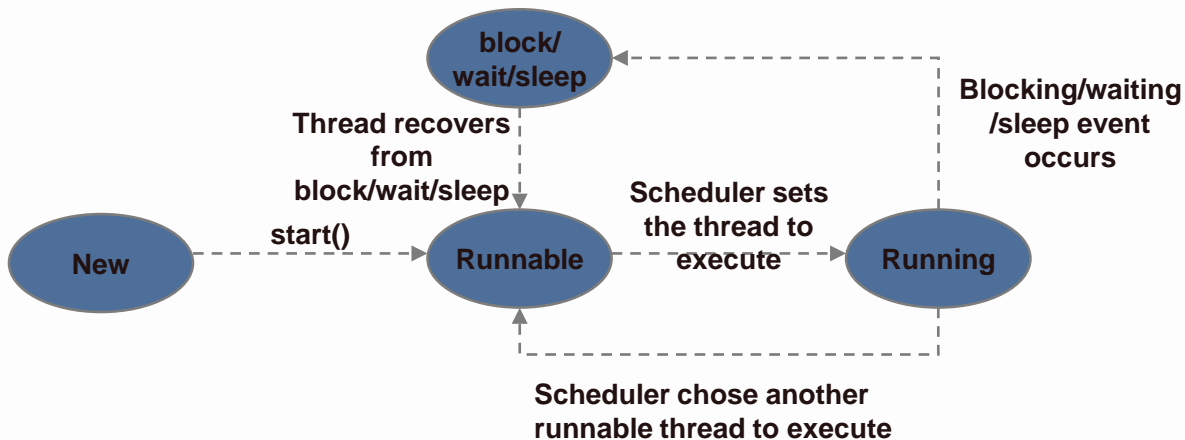 block/
wait/sleep
Blocking/waiting
/sleep event
occurs
Thread recovers
from
block/wait/sleep
Scheduler sets
the thread to
execute
start()
New
Runnable
Running
Scheduler chose another
runnable thread to execute